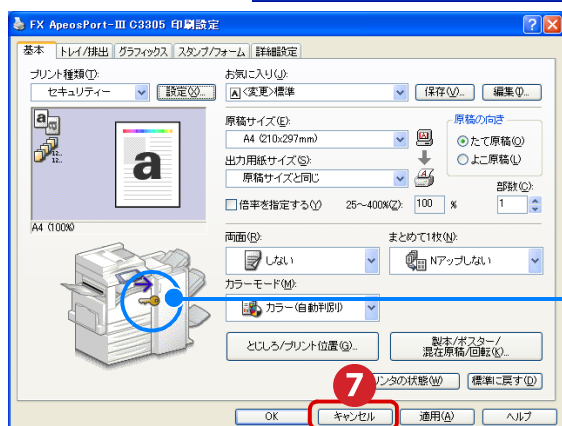 FX ApeosPort-III C3305 印刷設定
基本 トレイ/排出 グラフィックス スタンプ/フォーム 詳細設定
プリント種類(T):
セキュリティー 設定(X)...
お気に入り(J):
A <変更>標準 保存(V)... 編集(I)...
a
12..
12..
a
A4 (100%)
原稿サイズ(E):
A4 (210x297mm)
出力用紙サイズ(S):
原稿サイズと同じ
倍率を指定する(Y) 25~400%(Z): 100 %
原稿の向き
たて原稿(O)
よこ原稿(L)
部数(C):
1
両面(R):
しない
まとめて1枚(N):
Nアップしない
カラーモード(M):
カラー(自動判別)
とじしろ/プリント位置(G)...
製本/ポスター/
混在原稿/回転(K)...
7
リンタの状態(W) 標準に戻す(D)
OK キャンセル 適用(A) ヘルプ